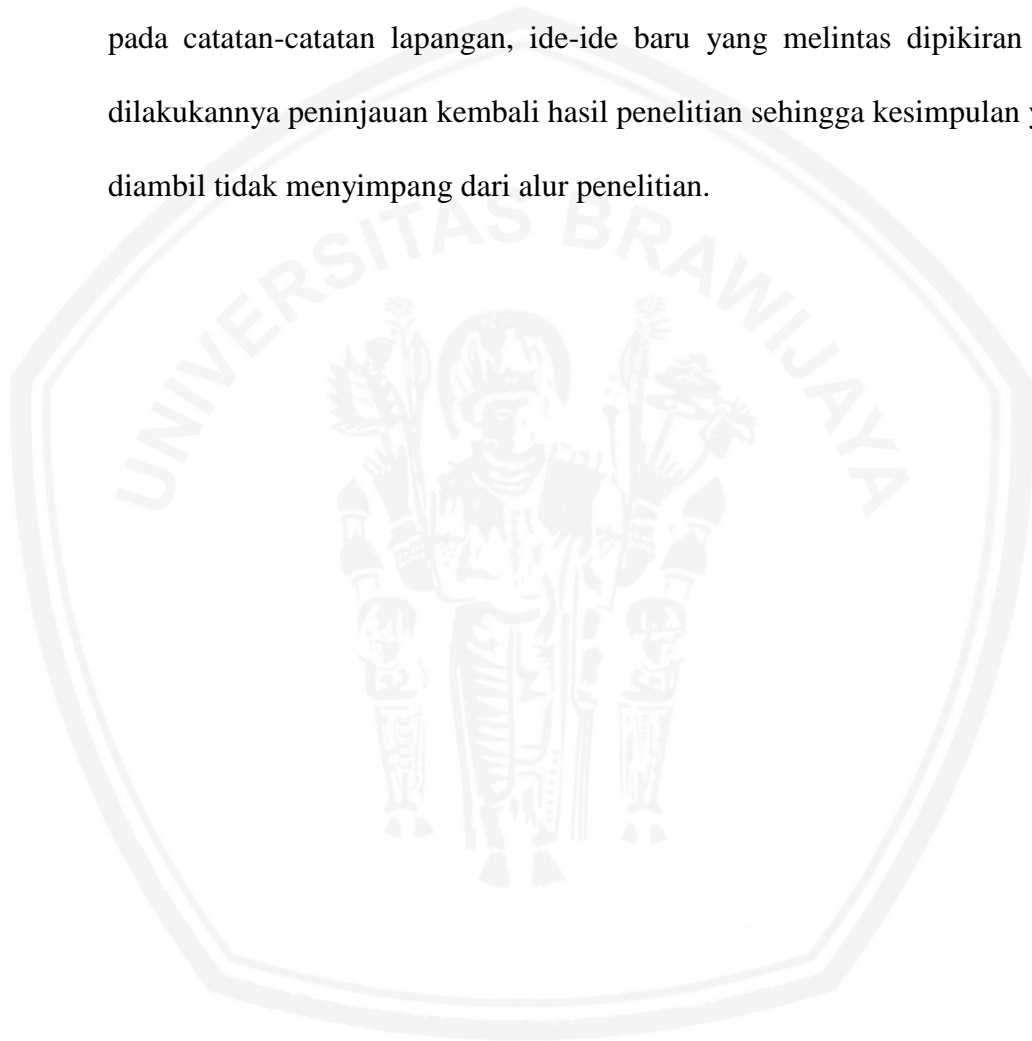 pada catatan-catatan lapangan, ide-ide baru yang melintas dipikiran
dilakukannya peninjauan kembali hasil penelitian sehingga kesimpulan
diambil tidak menyimpang dari alur penelitian.
UNIVERSITAS BRAWIJAYA